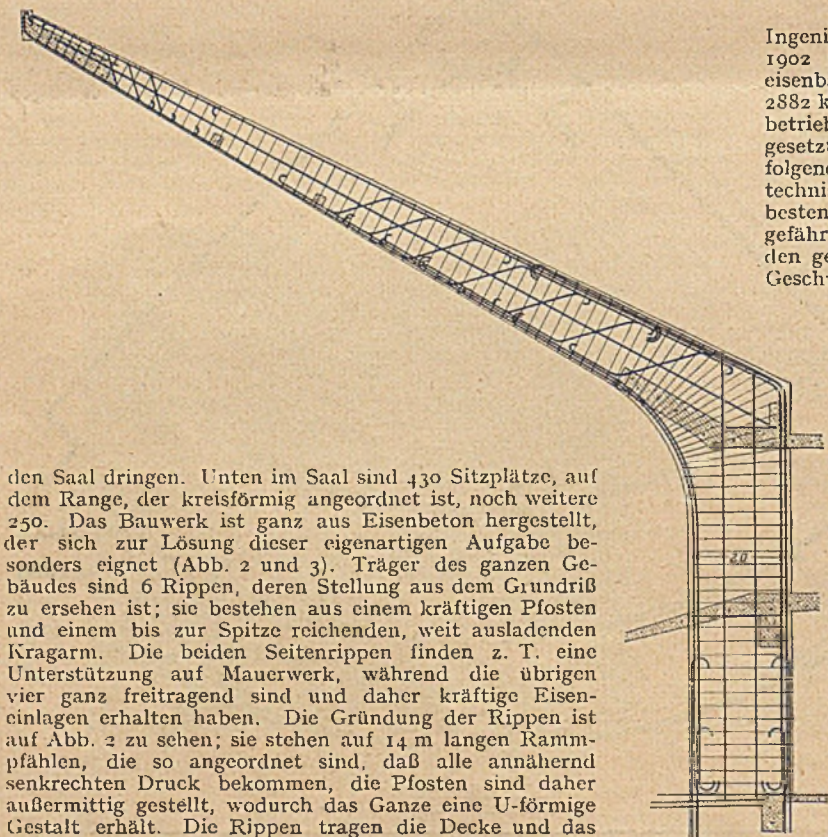 Ingeni
1902
eisenb
2882 k
betrieb
gesetzt
folgend
techni
besten
gefähr
den ge
Geschw
2,0
den Saal dringen. Unten im Saal sind 430 Sitzplätze, auf
dem Range, der kreisförmig angeordnet ist, noch weitere
250. Das Bauwerk ist ganz aus Eisenbeton hergestellt,
der sich zur Lösung dieser eigenartigen Aufgabe be-
sonders eignet (Abb. 2 und 3). Träger des ganzen Ge-
bäudes sind 6 Rippen, deren Stellung aus dem Grundriß
zu ersehen ist; sie bestehen aus einem kräftigen Pfosten
und einem bis zur Spitze reichenden, weit ausladenden
Kragarm. Die beiden Seitenrippen finden z. T. eine
Unterstützung auf Mauerwerk, während die übrigen
vier ganz freitragend sind und daher kräftige Eisen-
einlagen erhalten haben. Die Gründung der Rippen ist
auf Abb. 2 zu sehen; sie stehen auf 14 m langen Ramm-
pfählen, die so angeordnet sind, daß alle annähernd
senkrechten Druck bekommen, die Pfosten sind daher
außermittig gestellt, wodurch das Ganze eine U-förmige
Gestalt erhält. Die Rippen tragen die Decke und das